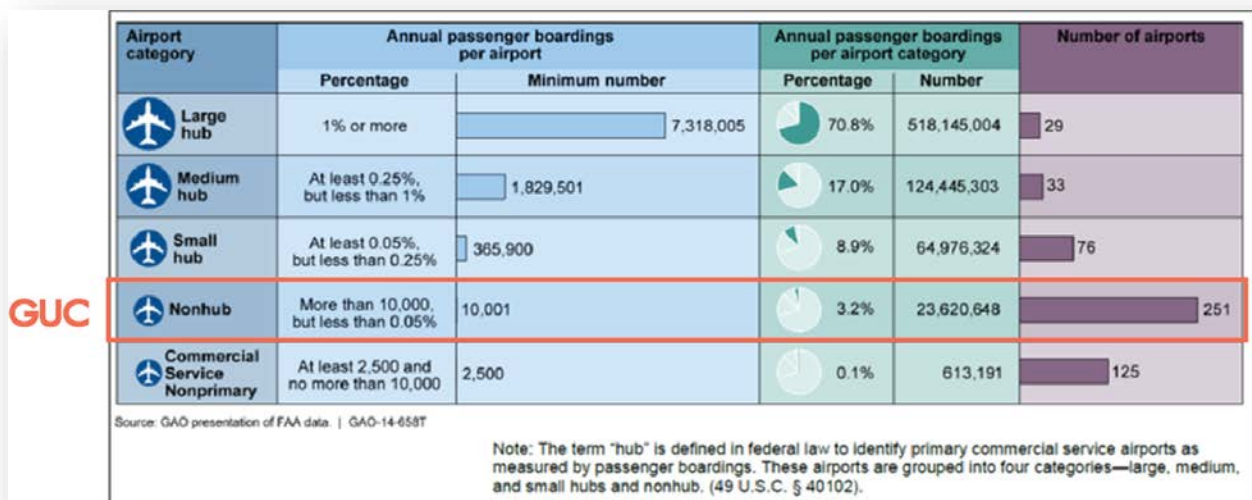 Airport category
Annual passenger boardings per airport
Annual passenger boardings per airport category
Number of airports
Percentage
Minimum number
Percentage
Number
Large hub
1% or more
7,318,005
70.8%
518,145,004
29
Medium hub
At least 0.25%, but less than 1%
1,829,501
17.0%
124,445,303
33
Small hub
At least 0.05%, but less than 0.25%
365,900
8.9%
64,976,324
76
GUC
Nonhub
More than 10,000, but less than 0.05%
10,001
3.2%
23,620,648
251
Commercial Service Nonprimary
At least 2,500 and no more than 10,000
2,500
0.1%
613,191
125
Source: GAO presentation of FAA data. | GAO-14-658T
Note: The term "hub" is defined in federal law to identify primary commercial service airports as
measured by passenger boardings. These airports are grouped into four categories—large, medium,
and small hubs and nonhub. (49 U.S.C. § 40102).